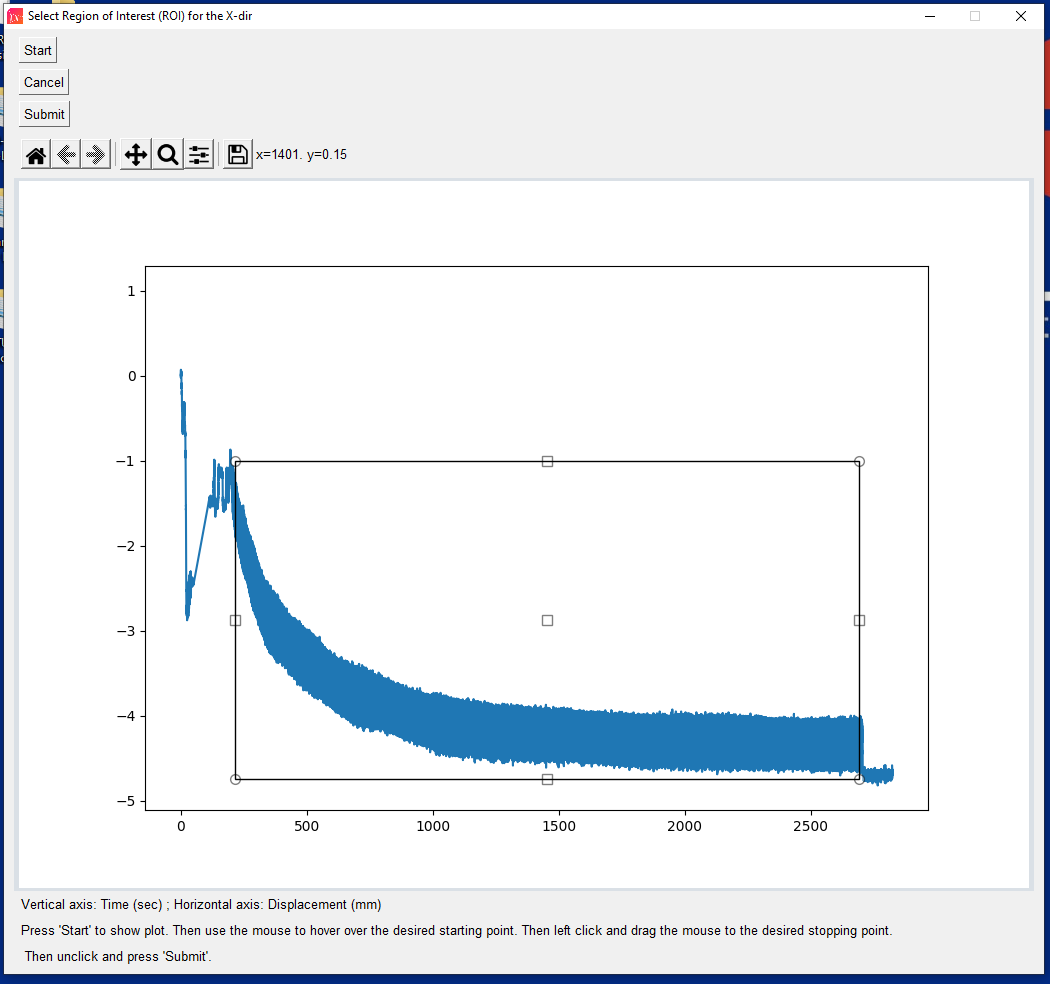 Select Region of Interest (ROI) for the X-dir
Start
Cancel
Submit
x=1401. y=0.15
1
0
−1
−2
−3
−4
−5
0 500 1000 1500 2000 2500
Vertical axis: Time (sec) ; Horizontal axis: Displacement (mm)
Press 'Start' to show plot. Then use the mouse to hover over the desired starting point. Then left click and drag the mouse to the desired stopping point.
Then unclick and press 'Submit'.